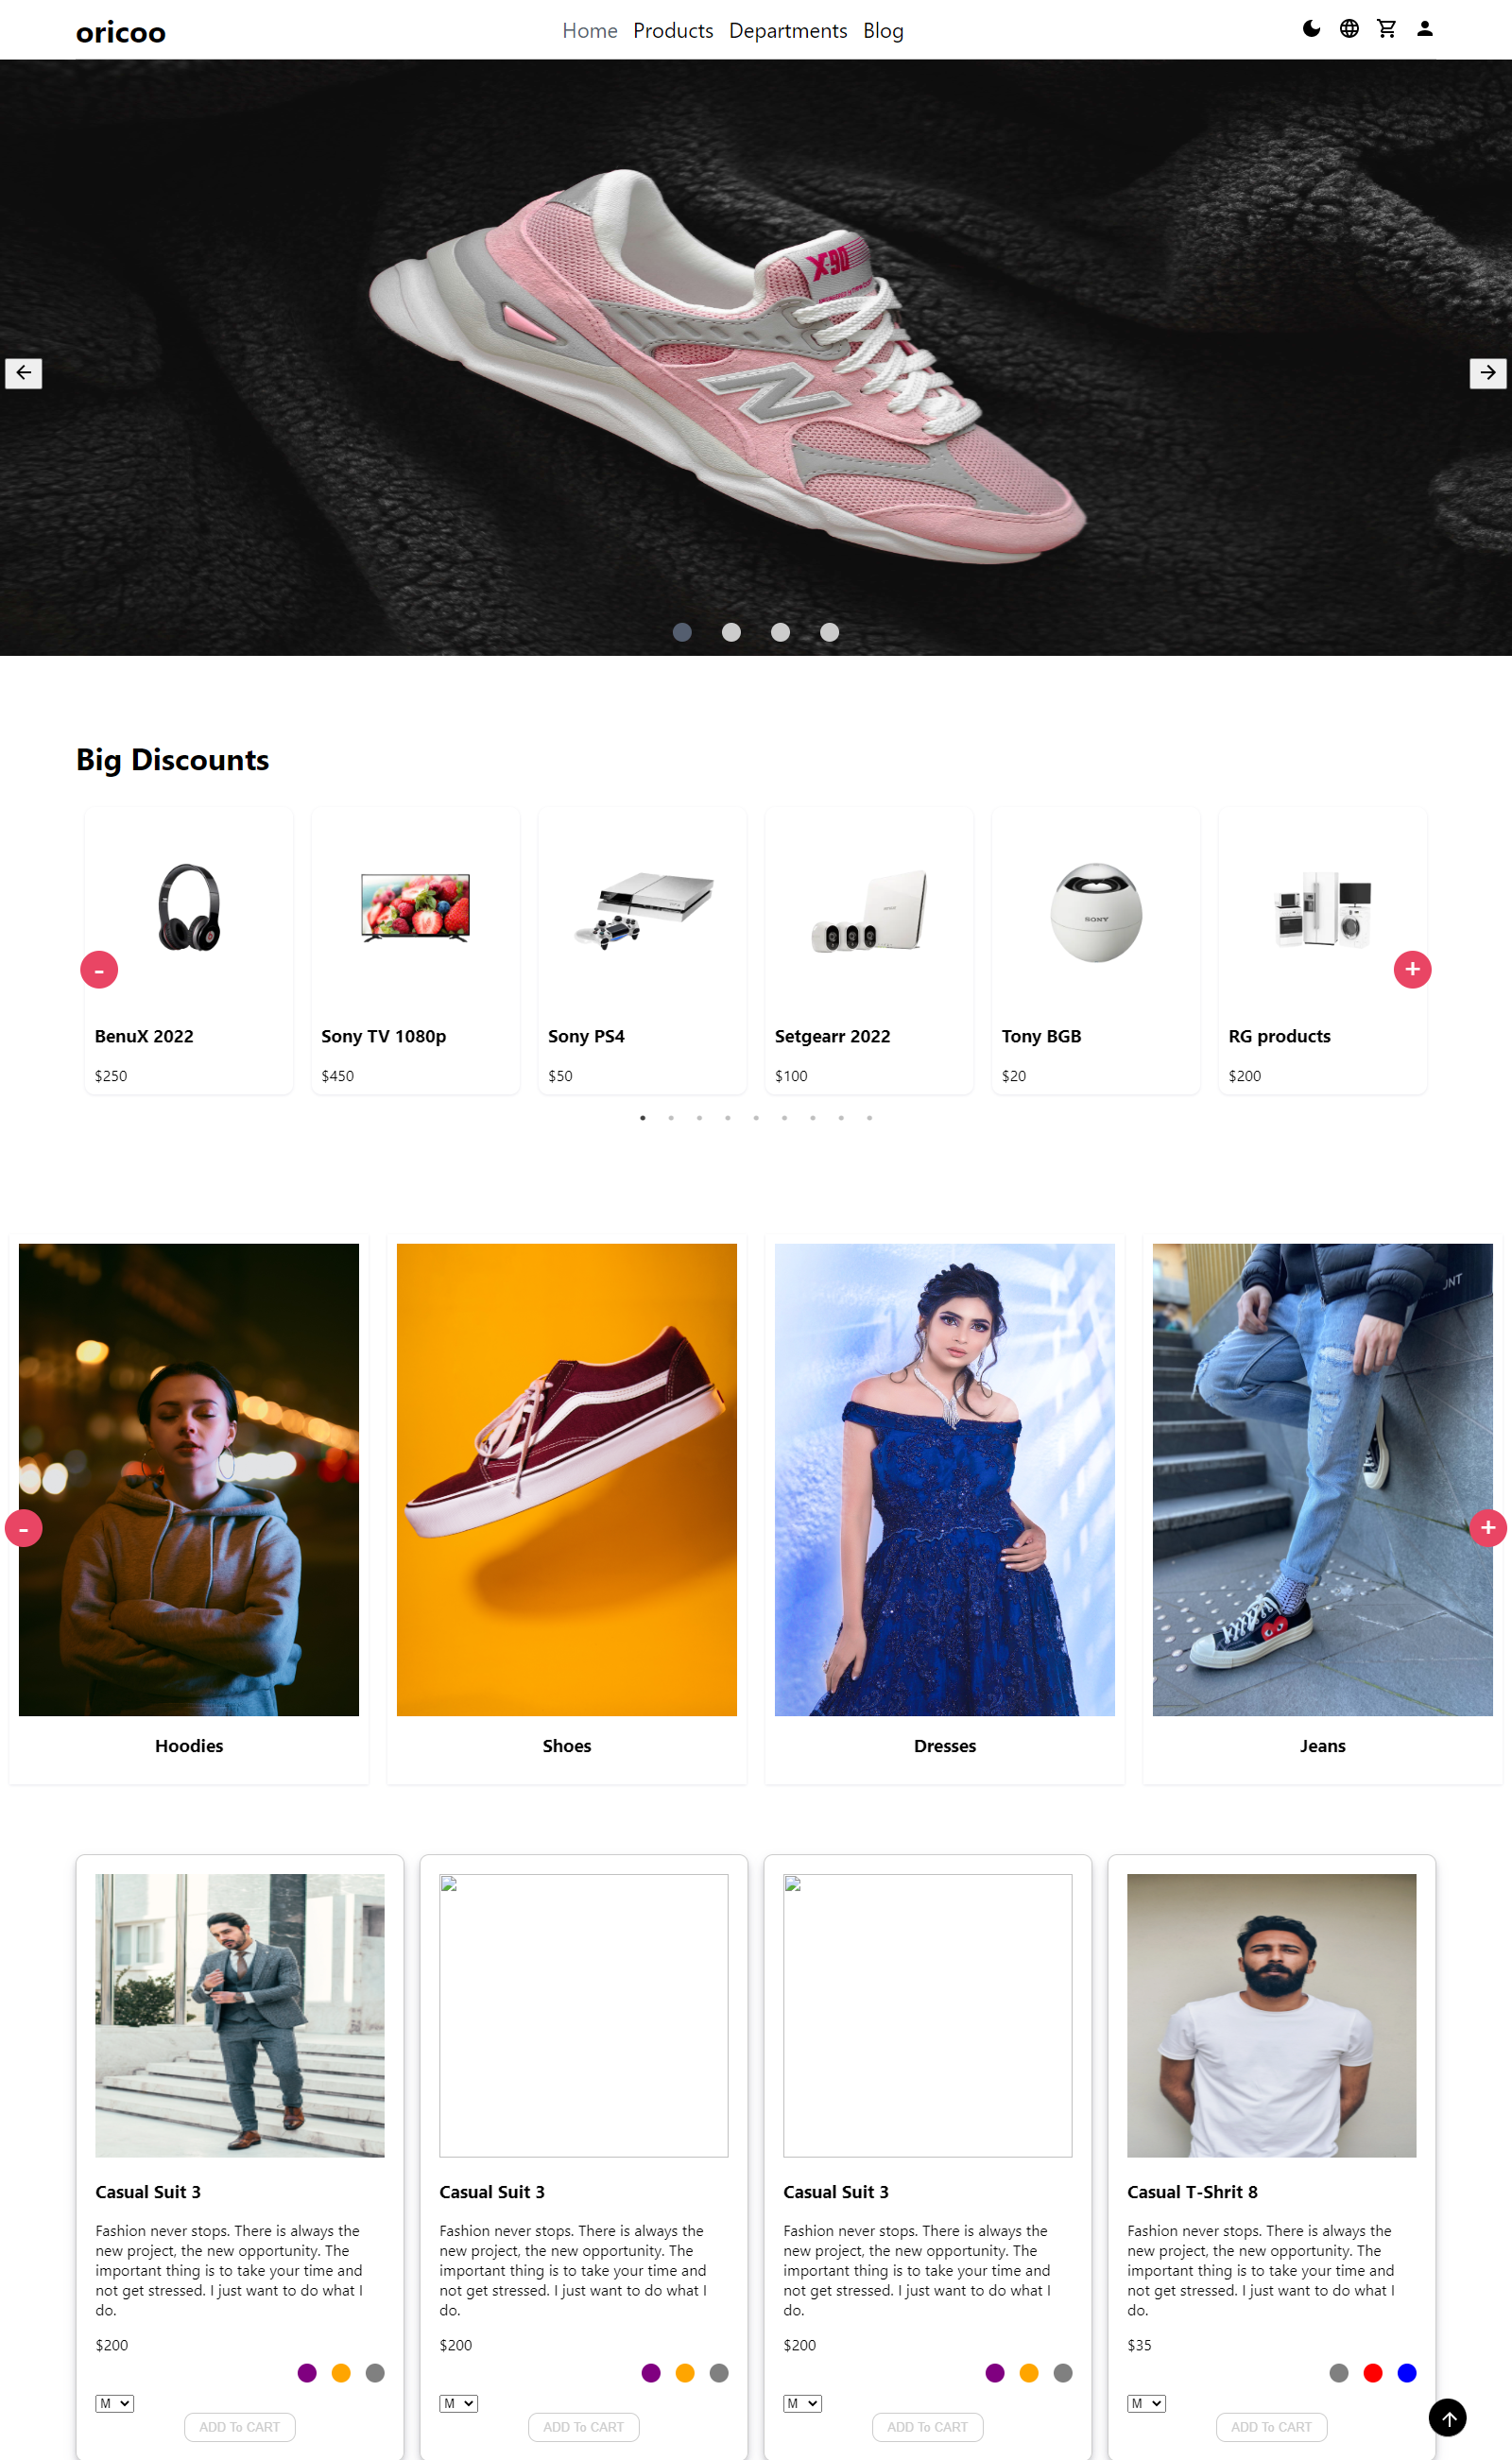 oricoo
Home Products Departments Blog
X-90
N
Big Discounts
SONY
-
+
BenuX 2022
$250
Sony TV 1080p
$450
Sony PS4
$50
Setgearr 2022
$100
Tony BGB
$20
RG products
$200
-
+
Hoodies
Shoes
Dresses
Jeans
Casual Suit 3
Fashion never stops. There is always the
new project, the new opportunity. The
important thing is to take your time and
not get stressed. I just want to do what I
do.
$200
M
ADD To CART
Casual Suit 3
Fashion never stops. There is always the
new project, the new opportunity. The
important thing is to take your time and
not get stressed. I just want to do what I
do.
$200
M
ADD To CART
Casual Suit 3
Fashion never stops. There is always the
new project, the new opportunity. The
important thing is to take your time and
not get stressed. I just want to do what I
do.
$200
M
ADD To CART
Casual T-Shrit 8
Fashion never stops. There is always the
new project, the new opportunity. The
important thing is to take your time and
not get stressed. I just want to do what I
do.
$35
M
ADD To CART